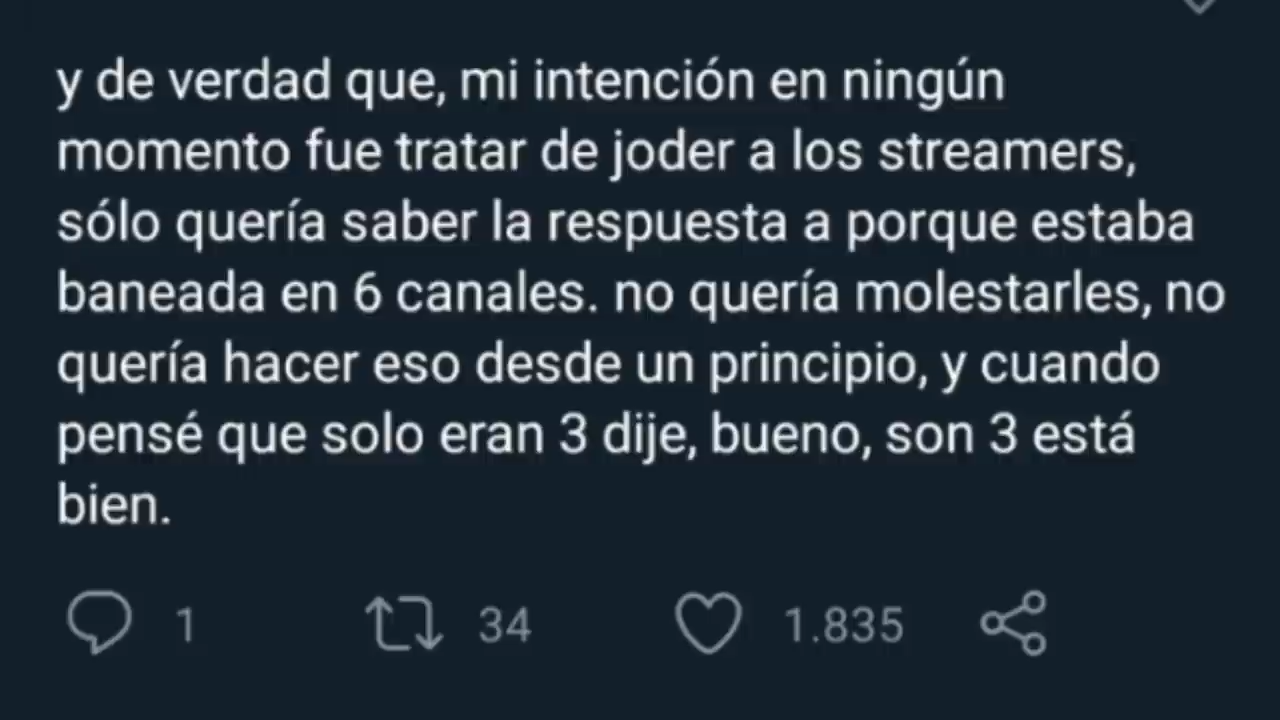 y de verdad que, mi intención en ningún
momento fue tratar de joder a los streamers,
sólo quería saber la respuesta a porque estaba
baneada en 6 canales. no quería molestarles, no
quería hacer eso desde un principio, y cuando
pensé que solo eran 3 dije, bueno, son 3 está
bien.
1 34 1.835